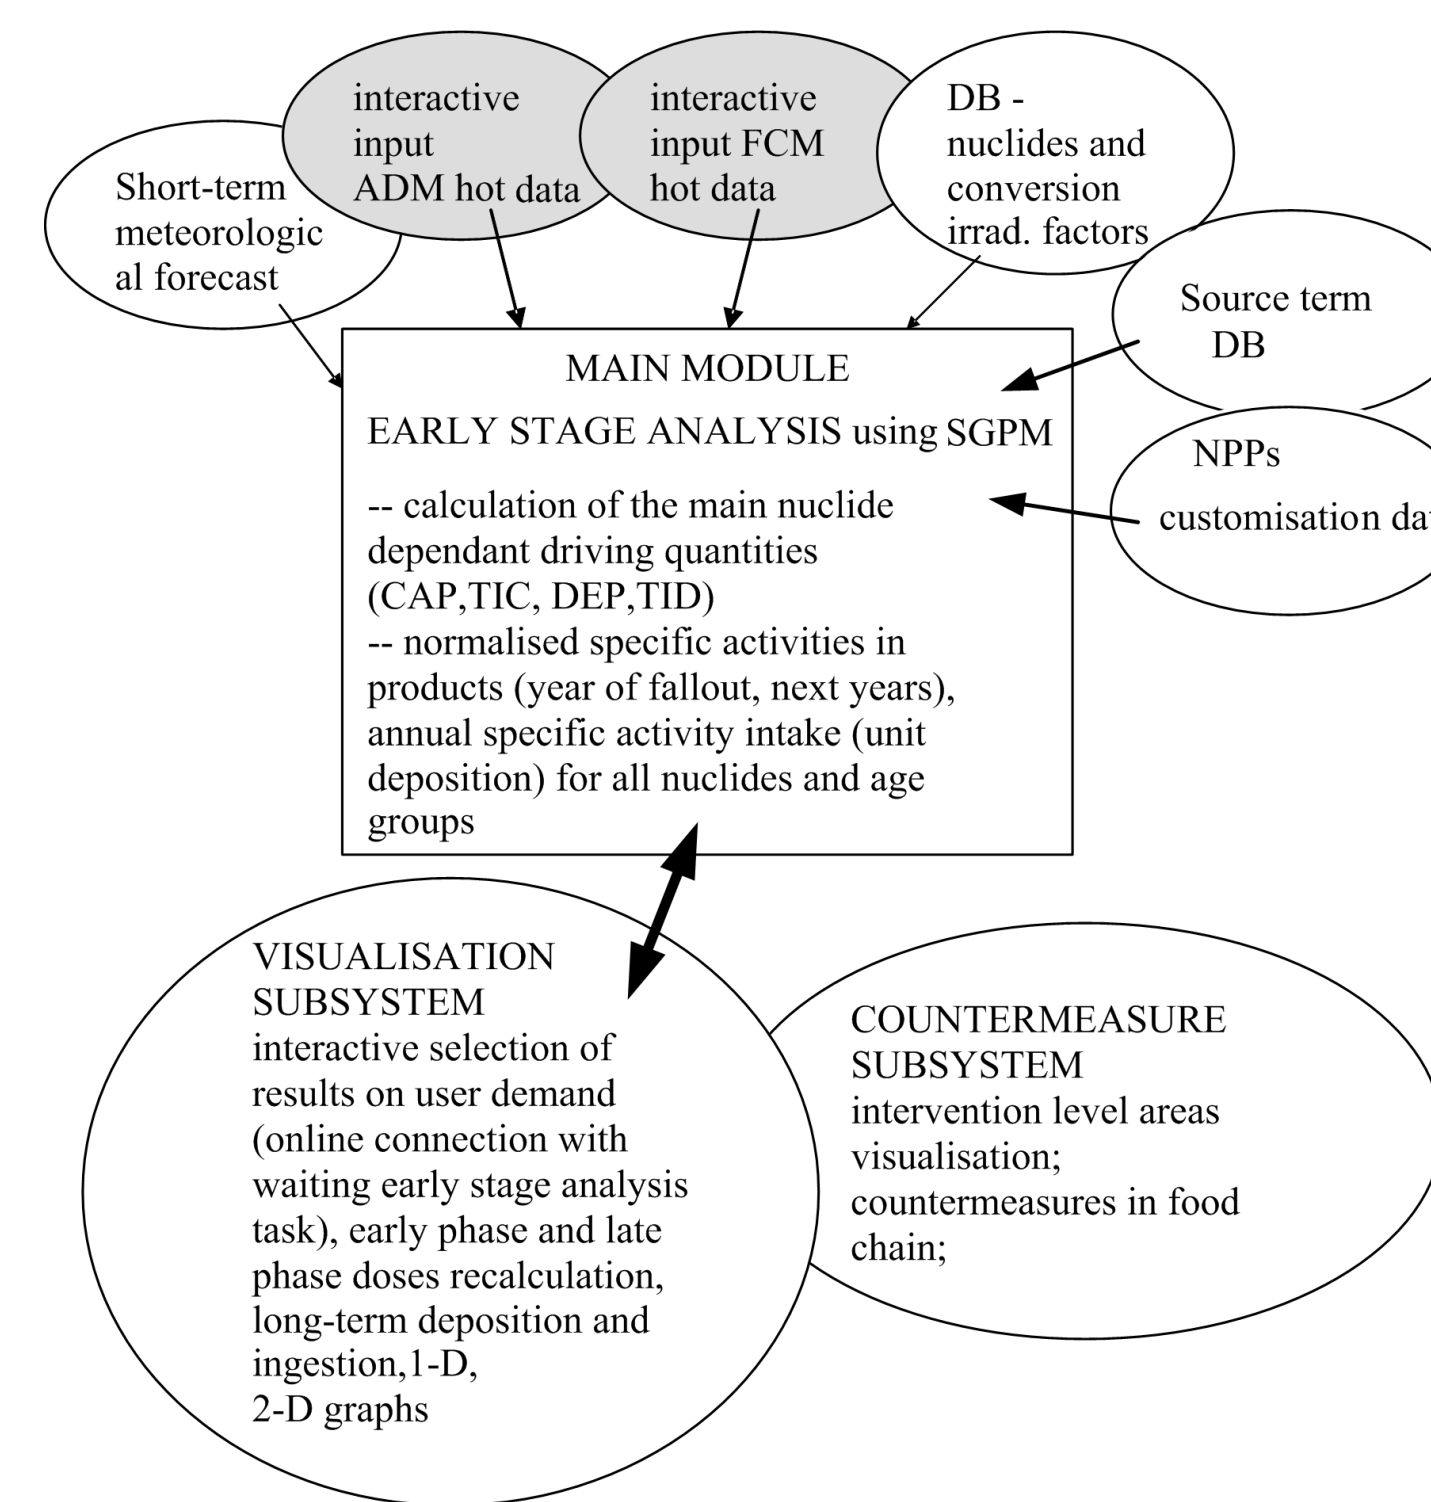 Short-term
meteorologic
al forecast
interactive
input
ADM hot data
interactive
input FCM
hot data
DB -
nuclides and
conversion
irrad. factors
Source term
DB
NPPs
customisation da
MAIN MODULE
EARLY STAGE ANALYSIS using SGPM
-- calculation of the main nuclide
dependant driving quantities
(CAP,TIC, DEP,TID)
-- normalised specific activities in
products (year of fallout, next years),
annual specific activity intake (unit
deposition) for all nuclides and age
groups
VISUALISATION
SUBSYSTEM
interactive selection of
results on user demand
(online connection with
waiting early stage analysis
task), early phase and late
phase doses recalculation,
long-term deposition and
ingestion,1-D,
2-D graphs
COUNTERMEASURE
SUBSYSTEM
intervention level areas
visualisation;
countermeasures in food
chain;